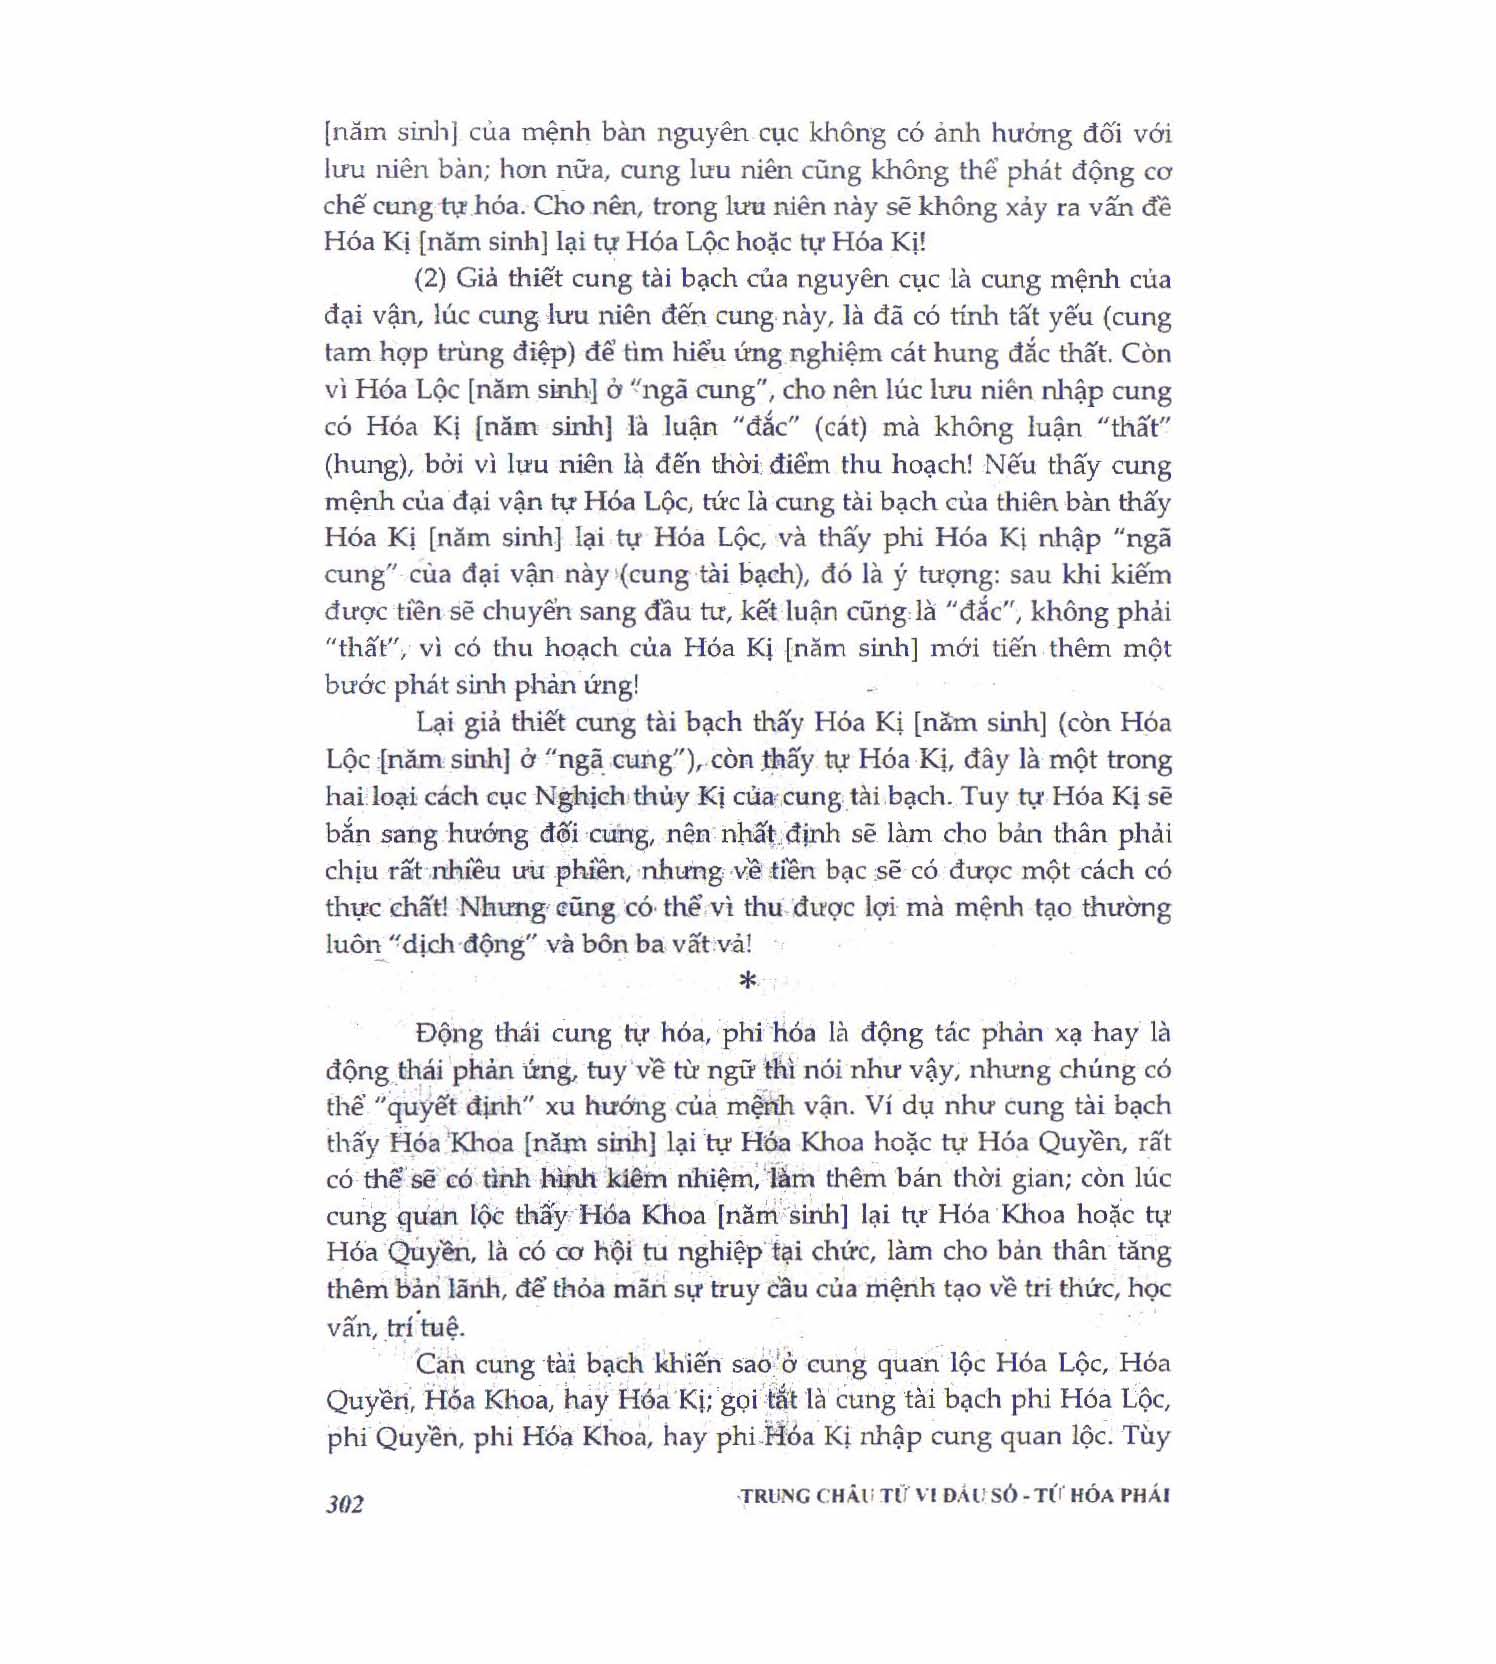 [năm sinh] của mệnh bàn nguyên cục không có ảnh hưởng đối với
lưu niên bàn; hơn nữa, cung lưu niên cũng không thể phát động cơ
chế cung tự hóa. Cho nên, trong lưu niên này sẽ không xảy ra vấn đề
Hóa Kị [năm sinh] lại tự Hóa Lộc hoặc tự Hóa Kị!
(2) Giả thiết cung tài bạch của nguyên cục là cung mệnh của
đại vận, lúc cung lưu niên đến cung này, là đã có tính tất yếu (cung
tam hợp trùng điệp) để tìm hiểu ứng nghiệm cát hung đắc thất. Còn
vì Hóa Lộc [năm sinh] ở "ngã cung", cho nên lúc lưu niên nhập cung
có Hóa Kị [năm sinh] là luận "đắc" (cát) mà không luận "thất"
(hung), bởi vì lưu niên là đến thời điểm thu hoạch! Nếu thấy cung
mệnh của đại vận tự Hóa Lộc, tức là cung tài bạch của thiên bàn thấy
Hóa Kị [năm sinh] lại tự Hóa Lộc, và thấy phi Hóa Kị nhập "ngã
cung" của đại vận này (cung tài bạch), đó là ý tượng: sau khi kiếm
được tiền sẽ chuyển sang đầu tư, kết luận cũng là "đắc", không phải
"thất", vì có thu hoạch của Hóa Kị [năm sinh] mới tiến thêm một
bước phát sinh phản ứng!
Lại giả thiết cung tài bạch thấy Hóa Kị [năm sinh] (còn Hóa
Lộc [năm sinh] ở "ngã cung"), còn thấy tự Hóa Kị, đây là một trong
hai loại cách cục Nghịch thủy Kị của cung tài bạch. Tuy tự Hóa Kị sẽ
bắn sang hướng đối cung, nên nhất định sẽ làm cho bản thân phải
chịu rất nhiều ưu phiền, nhưng về tiền bạc sẽ có được một cách có
thực chất! Nhưng cũng có thể vì thu được lợi mà mệnh tạo thường
luôn "dịch động" và bôn ba vất vả!
*
Động thái cung tự hóa, phi hóa là động tác phản xạ hay là
động thái phản ứng, tuy về từ ngữ thì nói như vậy, nhưng chúng có
thể "quyết định" xu hướng của mệnh vận. Ví dụ như cung tài bạch
thấy Hóa Khoa [năm sinh] lại tự Hóa Khoa hoặc tự Hóa Quyền, rất
có thể sẽ có tình hình kiêm nhiệm, làm thêm bán thời gian; còn lúc
cung quan lộc thấy Hóa Khoa [năm sinh] lại tự Hóa Khoa hoặc tự
Hóa Quyền, là có cơ hội tu nghiệp tại chức, làm cho bản thân tăng
thêm bản lãnh, để thỏa mãn sự truy cầu của mệnh tạo về tri thức, học
vấn, trí tuệ.
Can cung tài bạch khiến sao ở cung quan lộc Hóa Lộc, Hóa
Quyền, Hóa Khoa, hay Hóa Kị; gọi tắt là cung tài bạch phi Hóa Lộc,
phi Quyền, phi Hóa Khoa, hay phi Hóa Kị nhập cung quan lộc. Tùy
302
TRUNG CHÂU TỬ VI ĐẨU SỐ - TỨ HÓA PHÁI